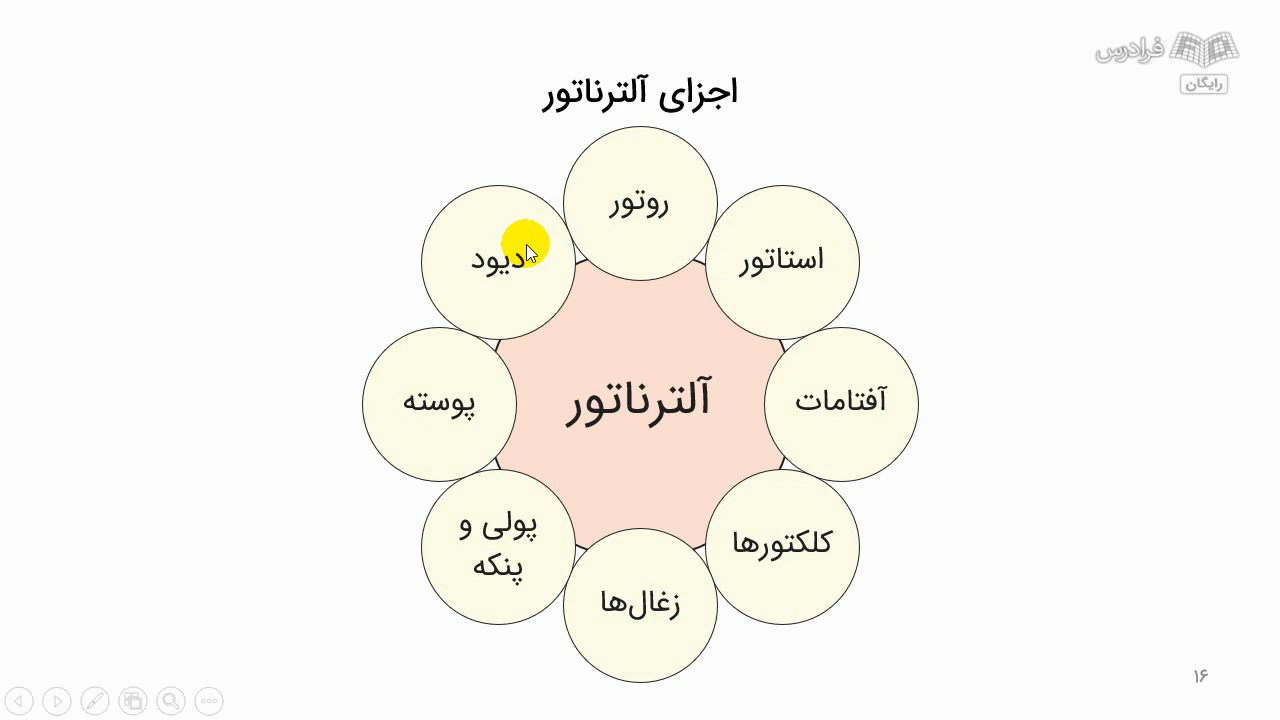 فرادرس
رایگان
اجزای آلترناتور
روتور
استاتور
آفتامات
کلکتورها
زغال‌ها
پولی و
پنکه
پوسته
دیود
آلترناتور
۱۶